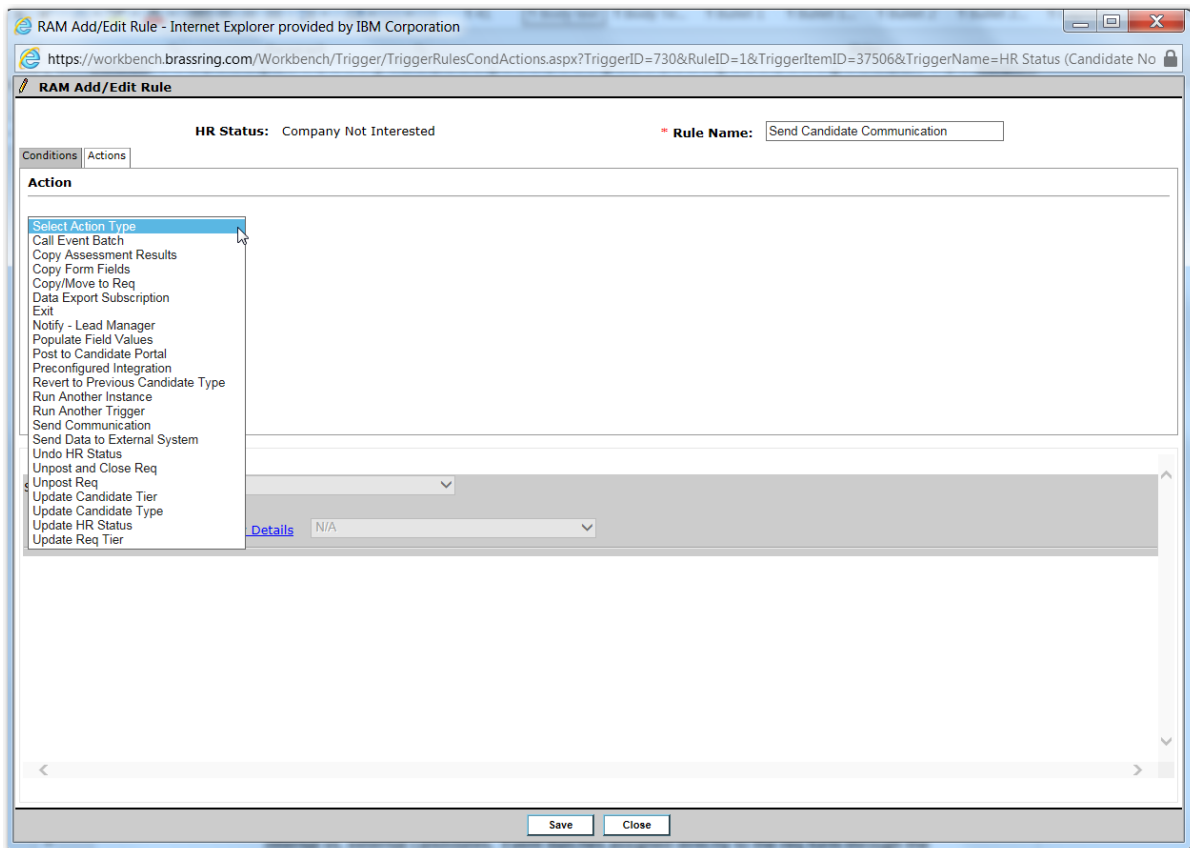 RAM Add/Edit Rule - Internet Explorer provided by IBM Corporation
https://workbench.brassring.com/Workbench/Trigger/TriggerRulesCondActions.aspx?TriggerID=730&RuleID=1&TriggerItemID=37506&TriggerName=HR Status (Candidate No
RAM Add/Edit Rule
HR Status: Company Not Interested * Rule Name: Send Candidate Communication
Conditions Actions
Action
Select Action Type
Call Event Batch
Copy Assessment Results
Copy Form Fields
Copy/Move to Req
Data Export Subscription
Exit
Notify - Lead Manager
Populate Field Values
Post to Candidate Portal
Preconfigured Integration
Revert to Previous Candidate Type
Run Another Instance
Run Another Trigger
Send Communication
Send Data to External System
Undo HR Status
Unpost and Close Req
Unpost Req
Update Candidate Tier
Update Candidate Type
Update HR Status
Update Req Tier
Details N/A
Save Close